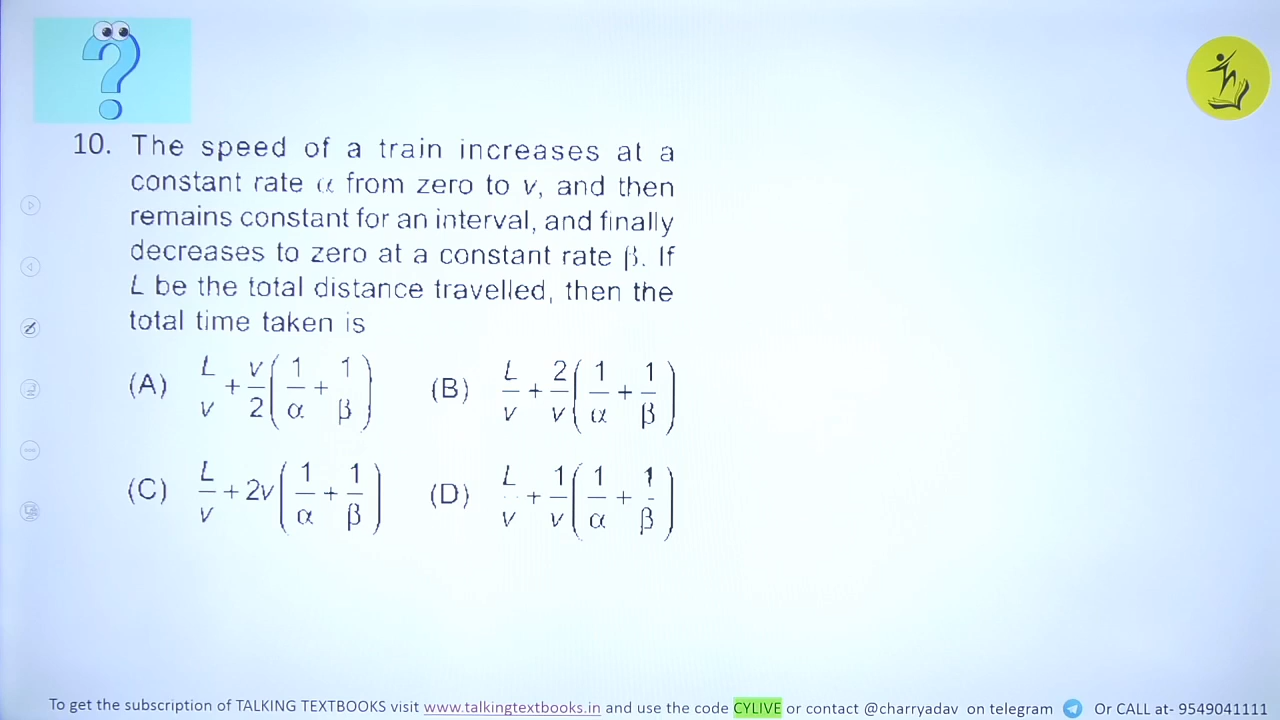 10. The speed of a train increases at a
constant rate α from zero to v, and then
remains constant for an interval, and finally
decreases to zero at a constant rate β. If
L be the total distance travelled, then the
total time taken is
(A) L/v + v/2 (1/α + 1/β) (B) L/v + 2/v (1/α + 1/β)
(C) L/v + 2v (1/α + 1/β) (D) L/v + 1/v (1/α + 1/β)
To get the subscription of TALKING TEXTBOOKS visit www.talkingtextbooks.in and use the code CYLIVE or contact @charryadav on telegram Or CALL at- 9549041111